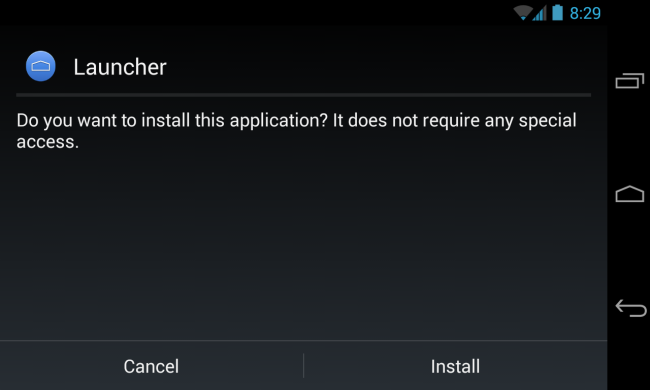 8:29
Launcher
Do you want to install this application? It does not require any special
access.
Cancel
Install